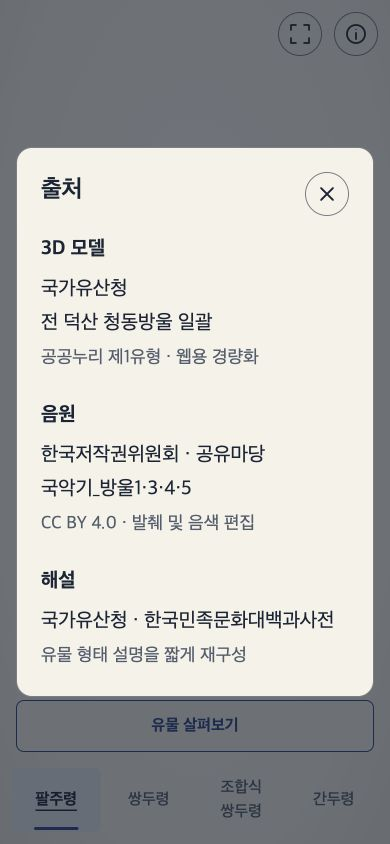 출처
3D 모델
국가유산청
전 덕산 청동방울 일괄
공공누리 제1유형 · 웹용 경량화
음원
한국저작권위원회 · 공유마당
국악기_방울1·3·4·5
CC BY 4.0 · 발췌 및 음색 편집
해설
국가유산청 · 한국민족문화대백과사전
유물 형태 설명을 짧게 재구성
유물 살펴보기
팔주령
쌍두령
조합식
쌍두령
간두령